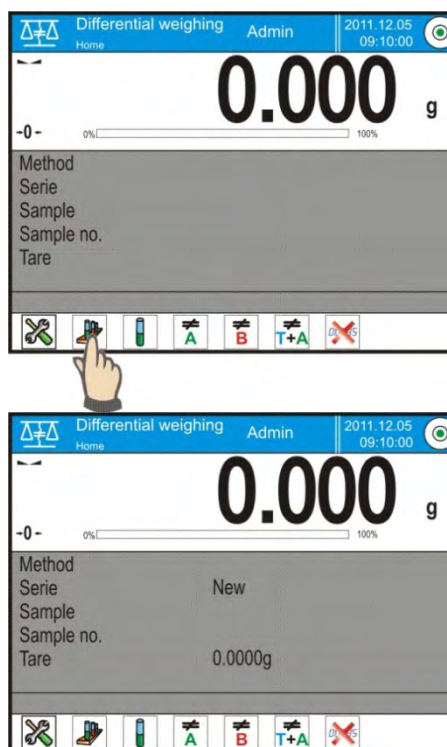 Differential weighing Admin 2011.12.05
Home 09:10:00
0.000 g
-0- 0% 100%
Method
Serie
Sample
Sample no.
Tare
A B T+A
Differential weighing Admin 2011.12.05
Home 09:10:00
0.000 g
-0- 0% 100%
Method
Serie New
Sample
Sample no.
Tare 0.0000g
A B T+A